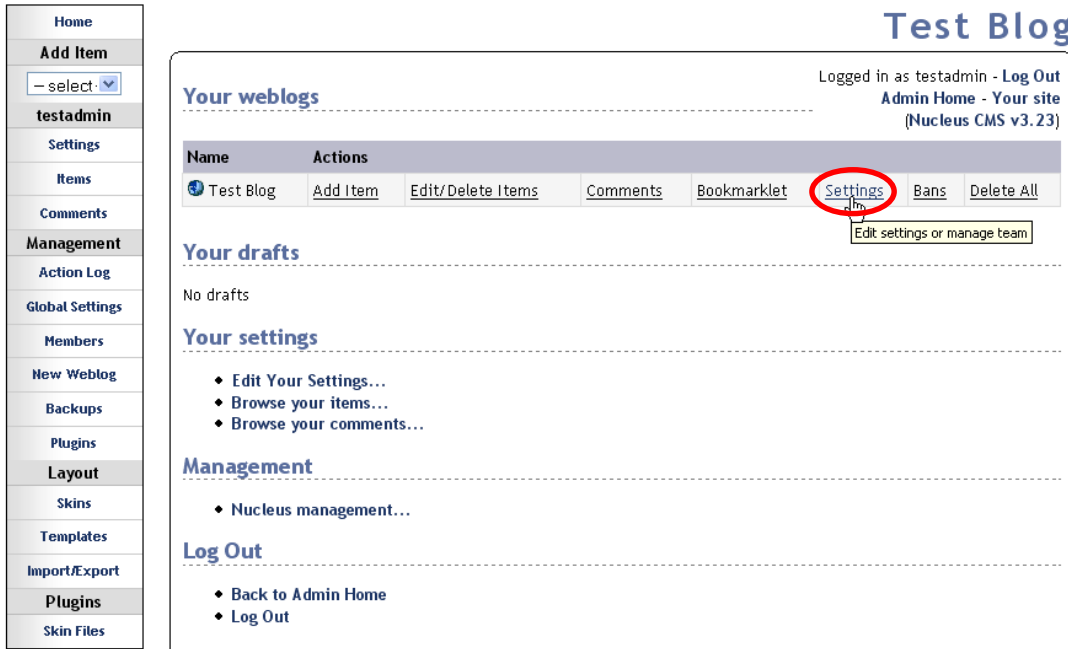 Home
Add Item
-- select
testadmin
Settings
Items
Comments
Management
Action Log
Global Settings
Members
New Weblog
Backups
Plugins
Layout
Skins
Templates
Import/Export
Plugins
Skin Files
Test Blog
Logged in as testadmin - Log Out
Admin Home - Your site
(Nucleus CMS v3.23)
Your weblogs
Name Actions
Test Blog Add Item Edit/Delete Items Comments Bookmarklet Settings Bans Delete All
Edit settings or manage team
Your drafts
No drafts
Your settings
Edit Your Settings...
Browse your items...
Browse your comments...
Management
Nucleus management...
Log Out
Back to Admin Home
Log Out